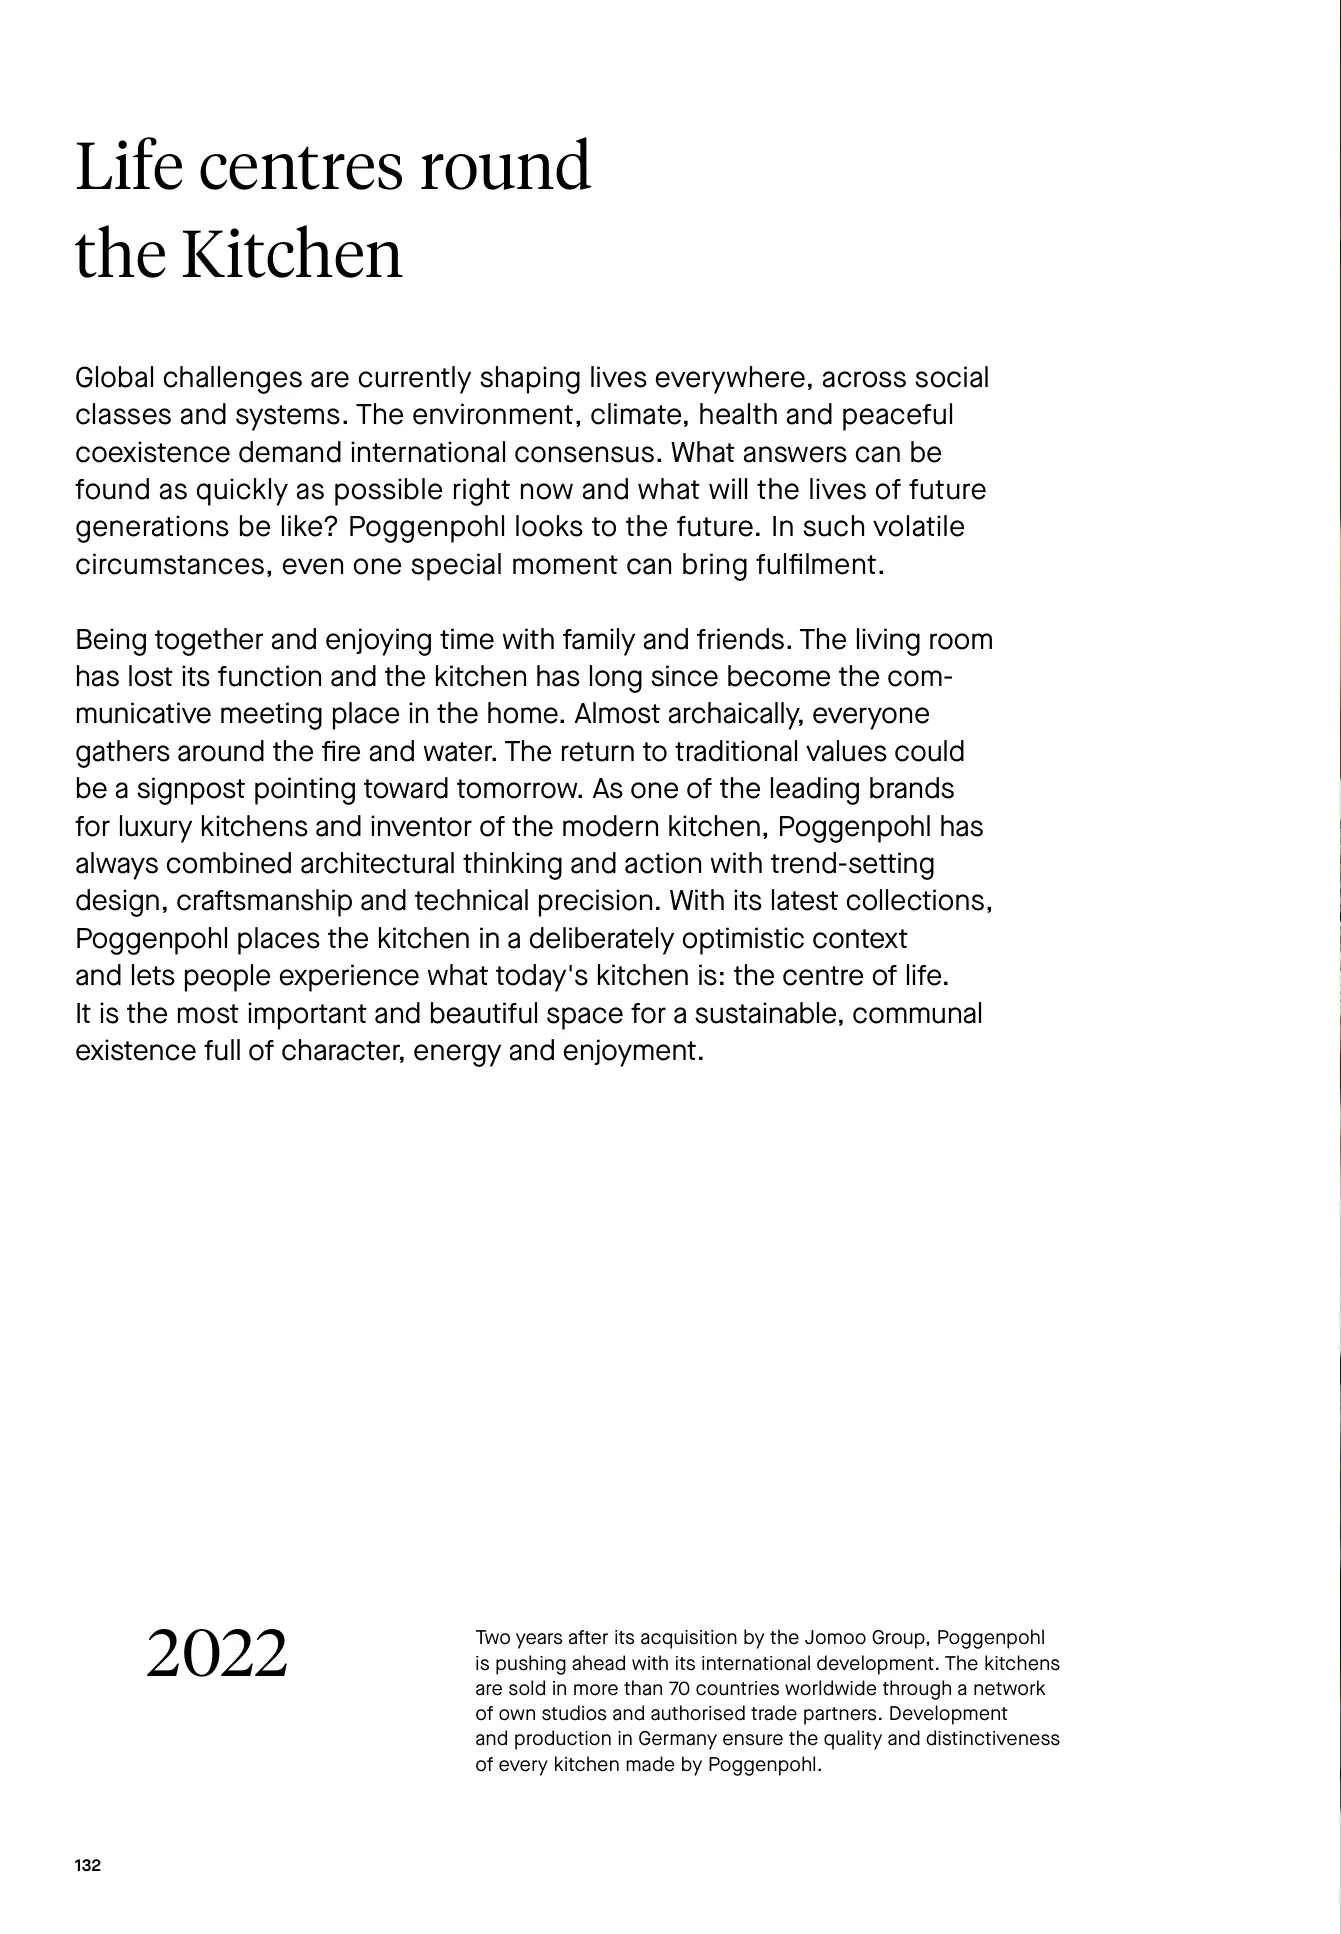 Life centres round
the Kitchen
Global challenges are currently shaping lives everywhere, across social
classes and systems. The environment, climate, health and peaceful
coexistence demand international consensus. What answers can be
found as quickly as possible right now and what will the lives of future
generations be like? Poggenpohl looks to the future. In such volatile
circumstances, even one special moment can bring fulfilment.
Being together and enjoying time with family and friends. The living room
has lost its function and the kitchen has long since become the com-
municative meeting place in the home. Almost archaically, everyone
gathers around the fire and water. The return to traditional values could
be a signpost pointing toward tomorrow. As one of the leading brands
for luxury kitchens and inventor of the modern kitchen, Poggenpohl has
always combined architectural thinking and action with trend-setting
design, craftsmanship and technical precision. With its latest collections,
Poggenpohl places the kitchen in a deliberately optimistic context
and lets people experience what today's kitchen is: the centre of life.
It is the most important and beautiful space for a sustainable, communal
existence full of character, energy and enjoyment.
2022
Two years after its acquisition by the Jomoo Group, Poggenpohl
is pushing ahead with its international development. The kitchens
are sold in more than 70 countries worldwide through a network
of own studios and authorised trade partners. Development
and production in Germany ensure the quality and distinctiveness
of every kitchen made by Poggenpohl.
132